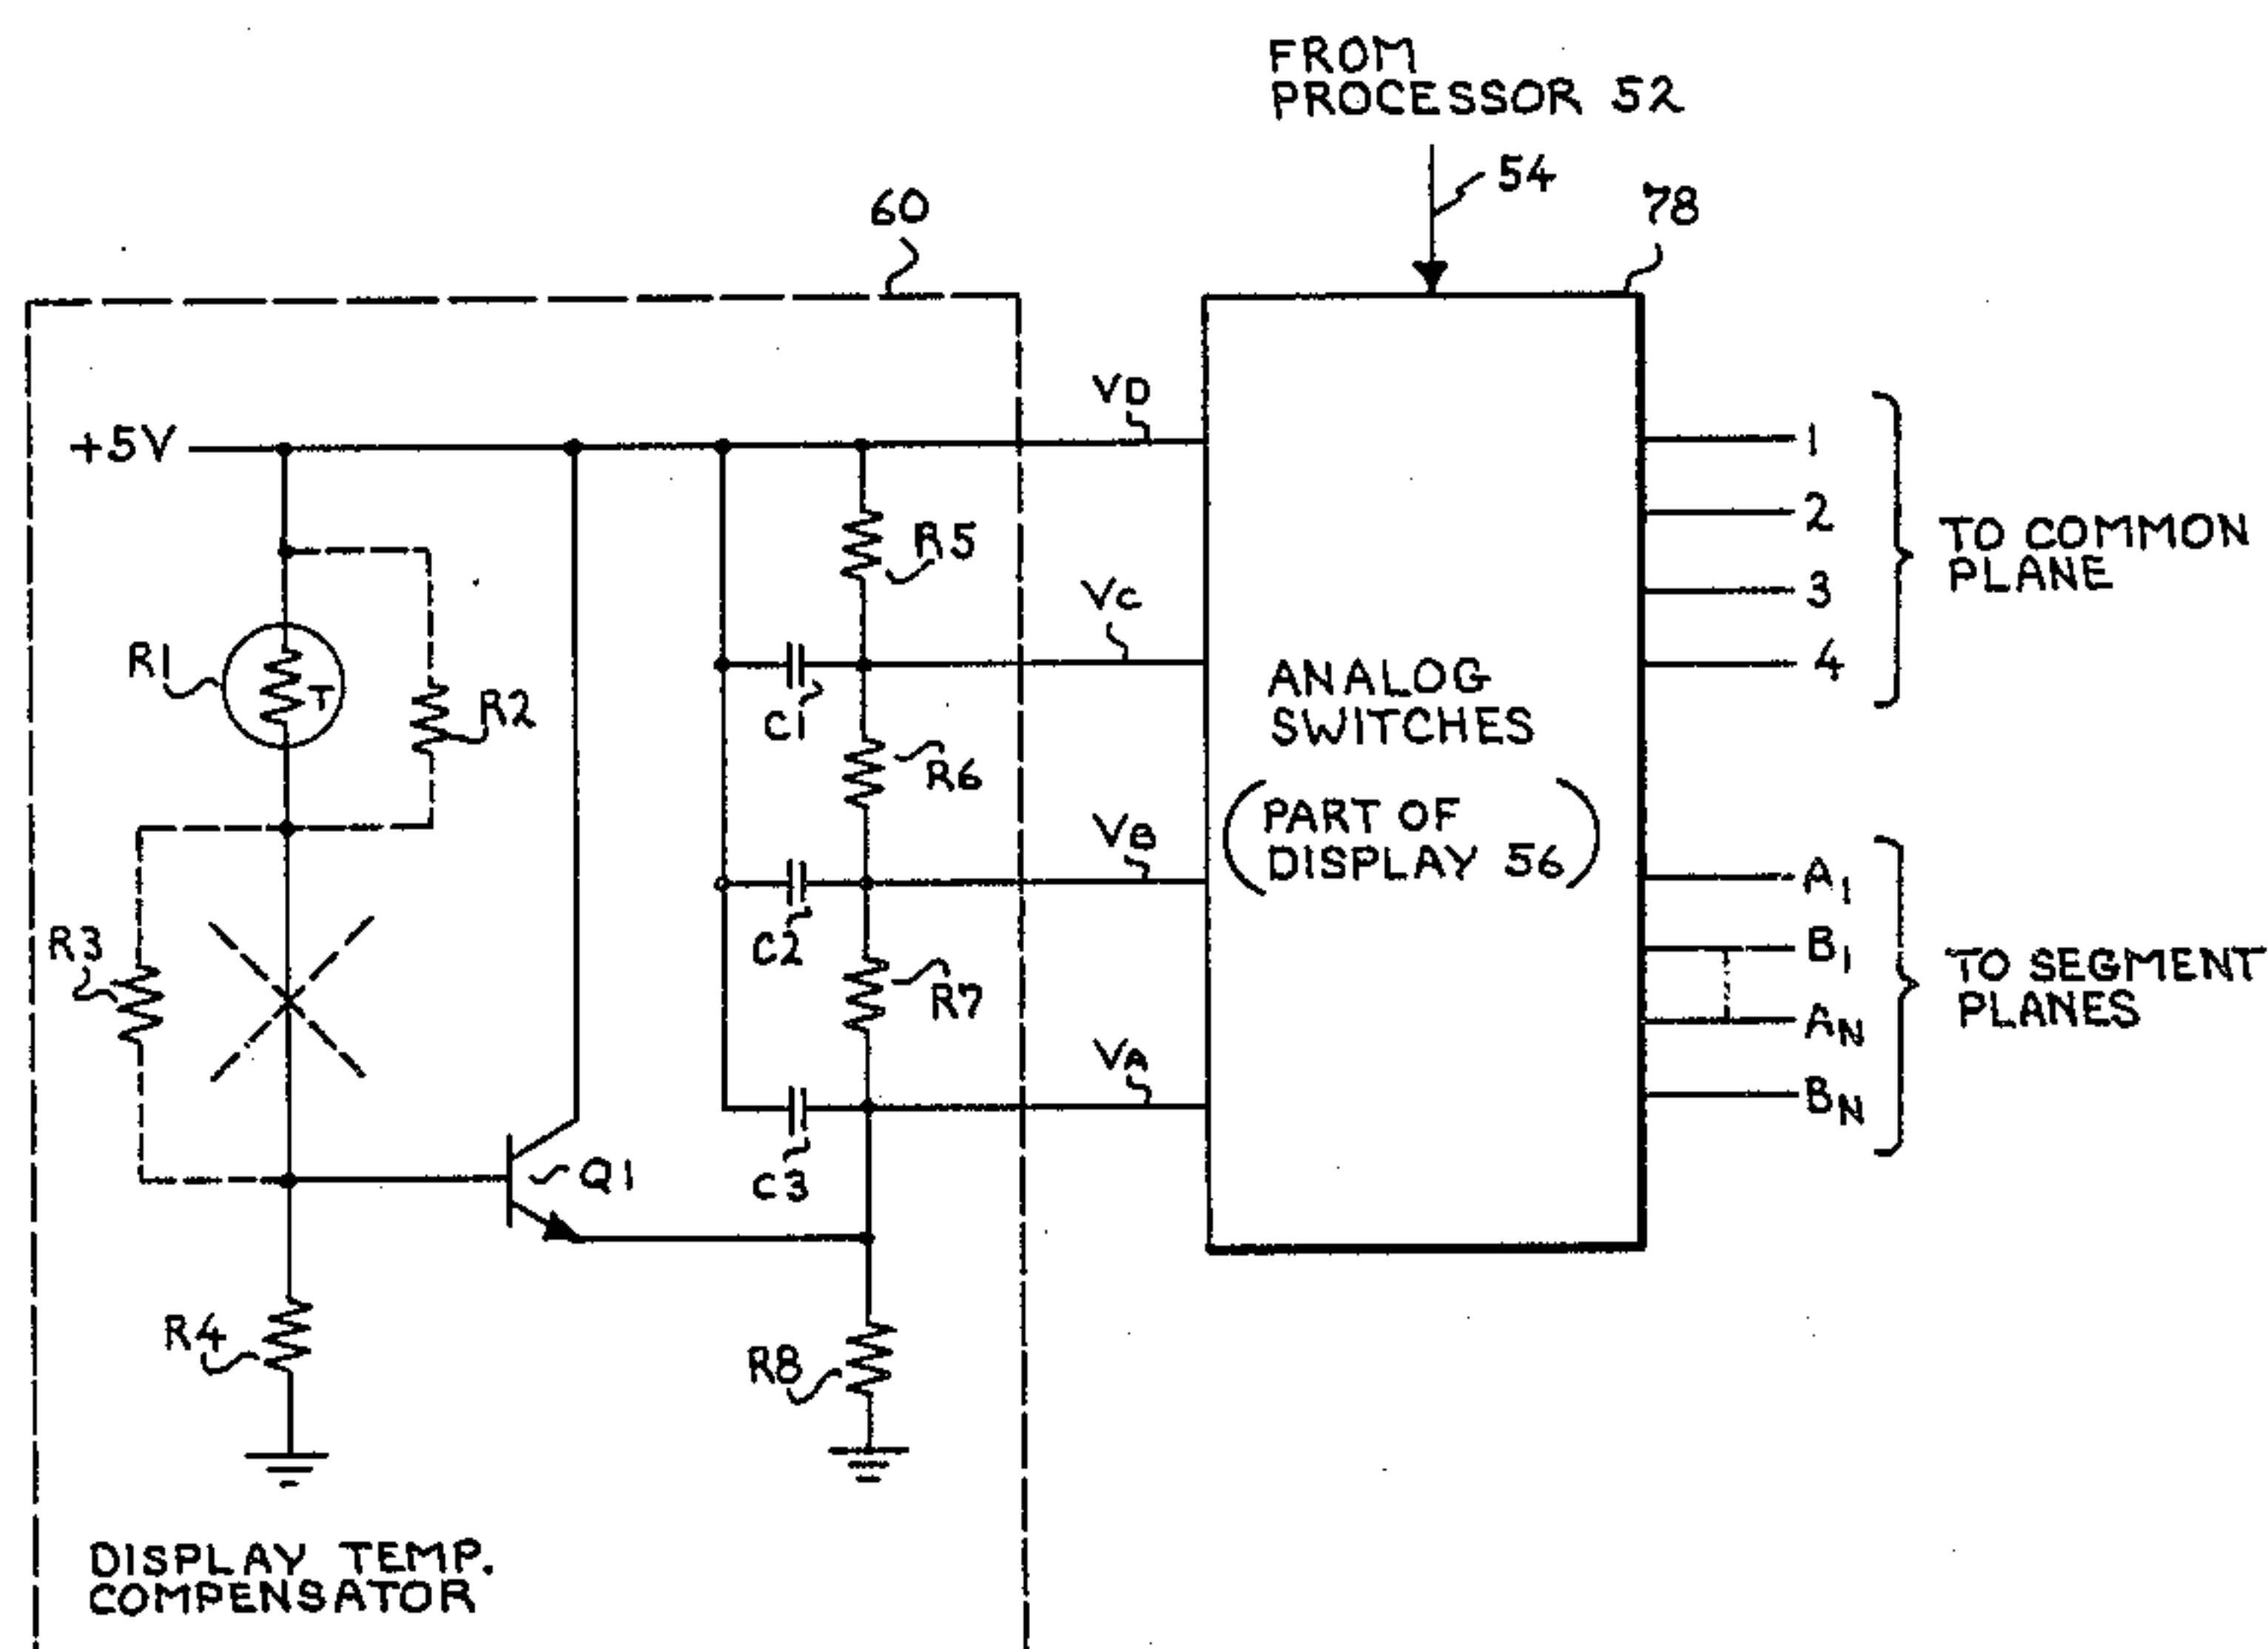 FROM
PROCESSOR 52
54
78
60
VD
+5V
1
2
3
4
TO COMMON
PLANE
R5
VC
R1
T
R2
C1
R6
ANALOG
SWITCHES
(PART OF
DISPLAY 56)
VB
R3
C2
R7
A1
B1
AN
BN
TO SEGMENT
PLANES
VA
Q1
C3
R4
R8
DISPLAY TEMP.
COMPENSATOR